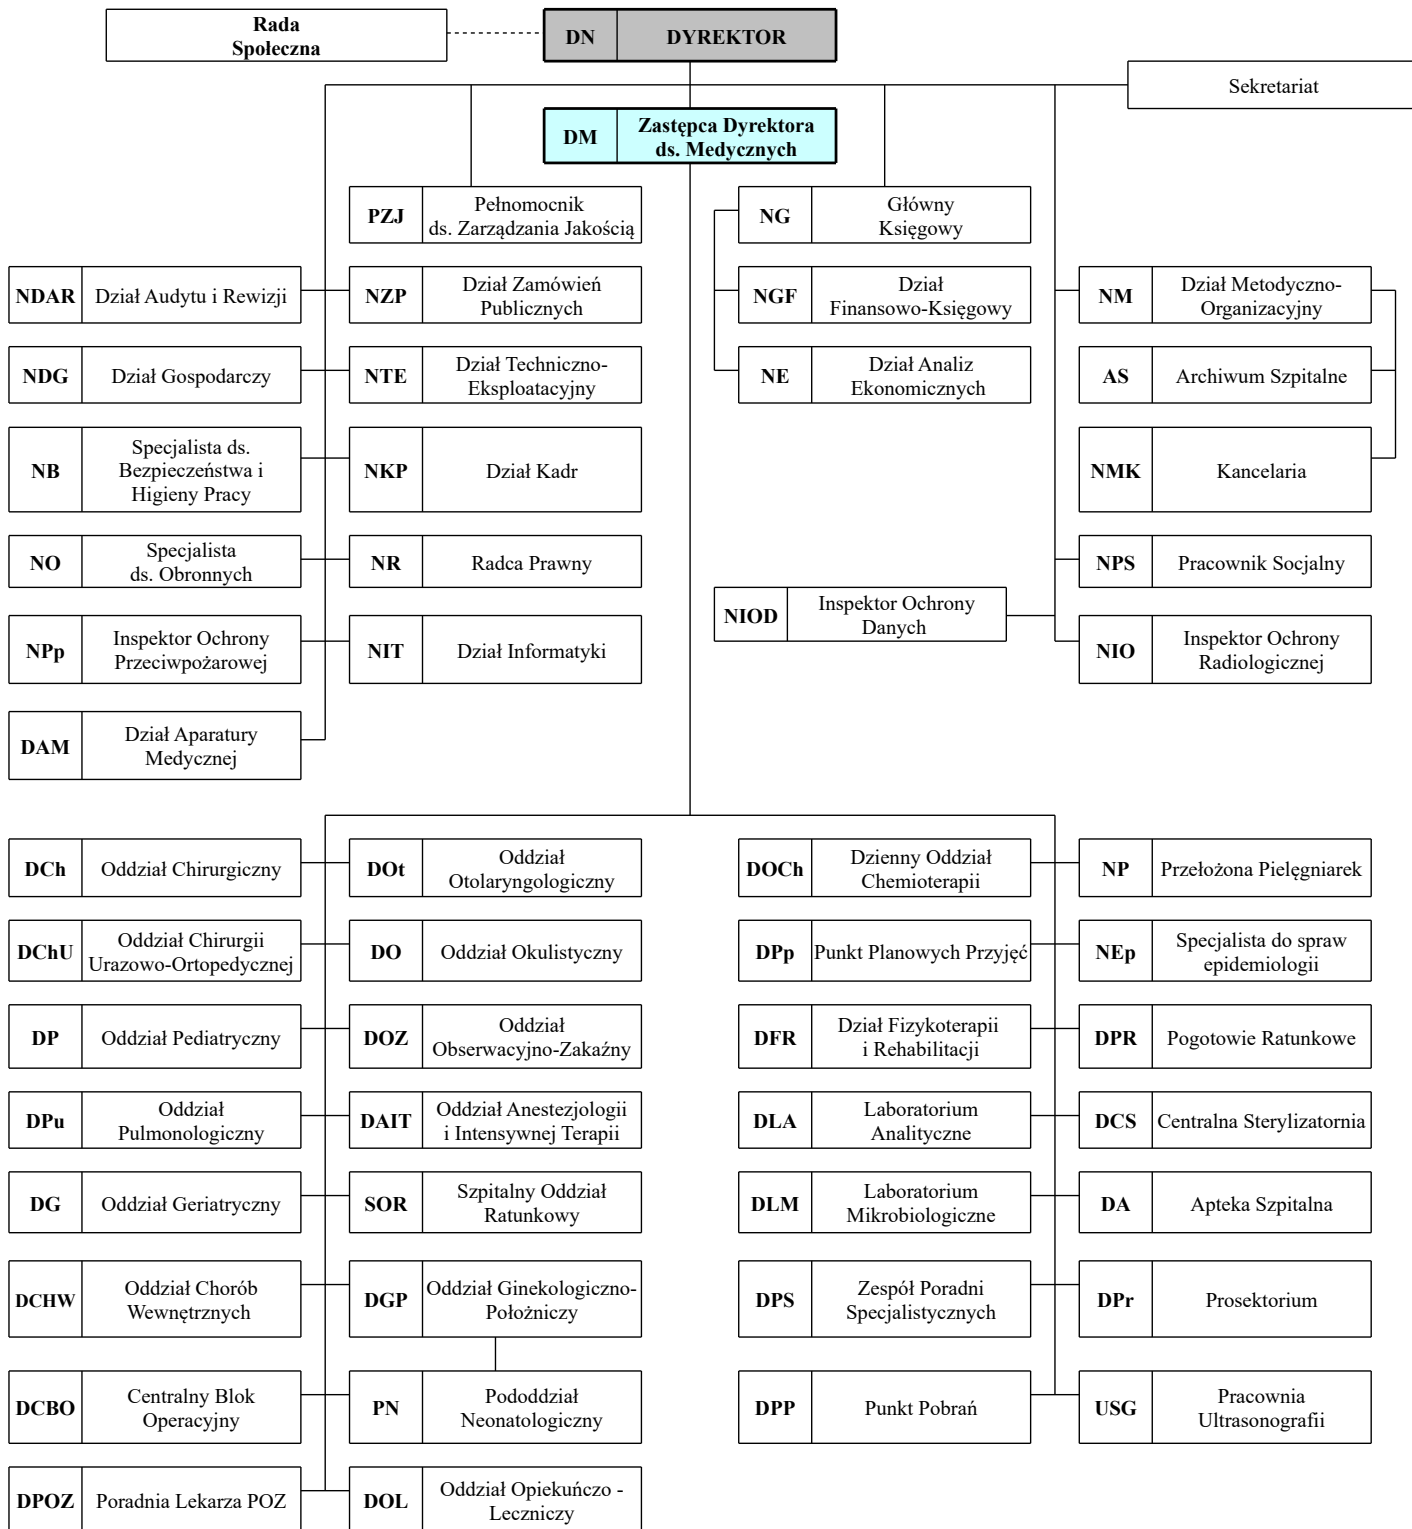 Rada
Społeczna
DN DYREKTOR
Sekretariat
DM Zastępca Dyrektora
ds. Medycznych
PZJ Pełnomocnik
ds. Zarządzania Jakością
NG Główny
Księgowy
NDAR Dział Audytu i Rewizji
NZP Dział Zamówień
Publicznych
NGF Dział
Finansowo-Księgowy
NM Dział Metodyczno-
Organizacyjny
NDG Dział Gospodarczy
NTE Dział Techniczno-
Eksploatacyjny
NE Dział Analiz
Ekonomicznych
AS Archiwum Szpitalne
NB Specjalista ds.
Bezpieczeństwa i
Higieny Pracy
NKP Dział Kadr
NMK Kancelaria
NO Specjalista
ds. Obronnych
NR Radca Prawny
NIOD Inspektor Ochrony
Danych
NPS Pracownik Socjalny
NPp Inspektor Ochrony
Przeciwpożarowej
NIT Dział Informatyki
NIO Inspektor Ochrony
Radiologicznej
DAM Dział Aparatury
Medycznej
DCh Oddział Chirurgiczny
DOt Oddział
Otolaryngologiczny
DOCh Dzienny Oddział
Chemioterapii
NP Przełożona Pielęgniarek
DChU Oddział Chirurgii
Urazowo-Ortopedycznej
DO Oddział Okulistyczny
DPp Punkt Planowych Przyjęć
NEp Specjalista do spraw
epidemiologii
DP Oddział Pediatryczny
DOZ Oddział
Obserwacyjno-Zakaźny
DFR Dział Fizykoterapii
i Rehabilitacji
DPR Pogotowie Ratunkowe
DPu Oddział
Pulmonologiczny
DAIT Oddział Anestezjologii
i Intensywnej Terapii
DLA Laboratorium
Analityczne
DCS Centralna Sterylizatornia
DG Oddział Geriatryczny
SOR Szpitalny Oddział
Ratunkowy
DLM Laboratorium
Mikrobiologiczne
DA Apteka Szpitalna
DCHW Oddział Chorób
Wewnętrznych
DGP Oddział Ginekologiczno-
Położniczy
DPS Zespół Poradni
Specjalistycznych
DPr Prosektorium
DCBO Centralny Blok
Operacyjny
PN Pododdział
Neonatologiczny
DPP Punkt Pobrań
USG Pracownia
Ultrasonografii
DPOZ Poradnia Lekarza POZ
DOL Oddział Opiekuńczo -
Leczniczy